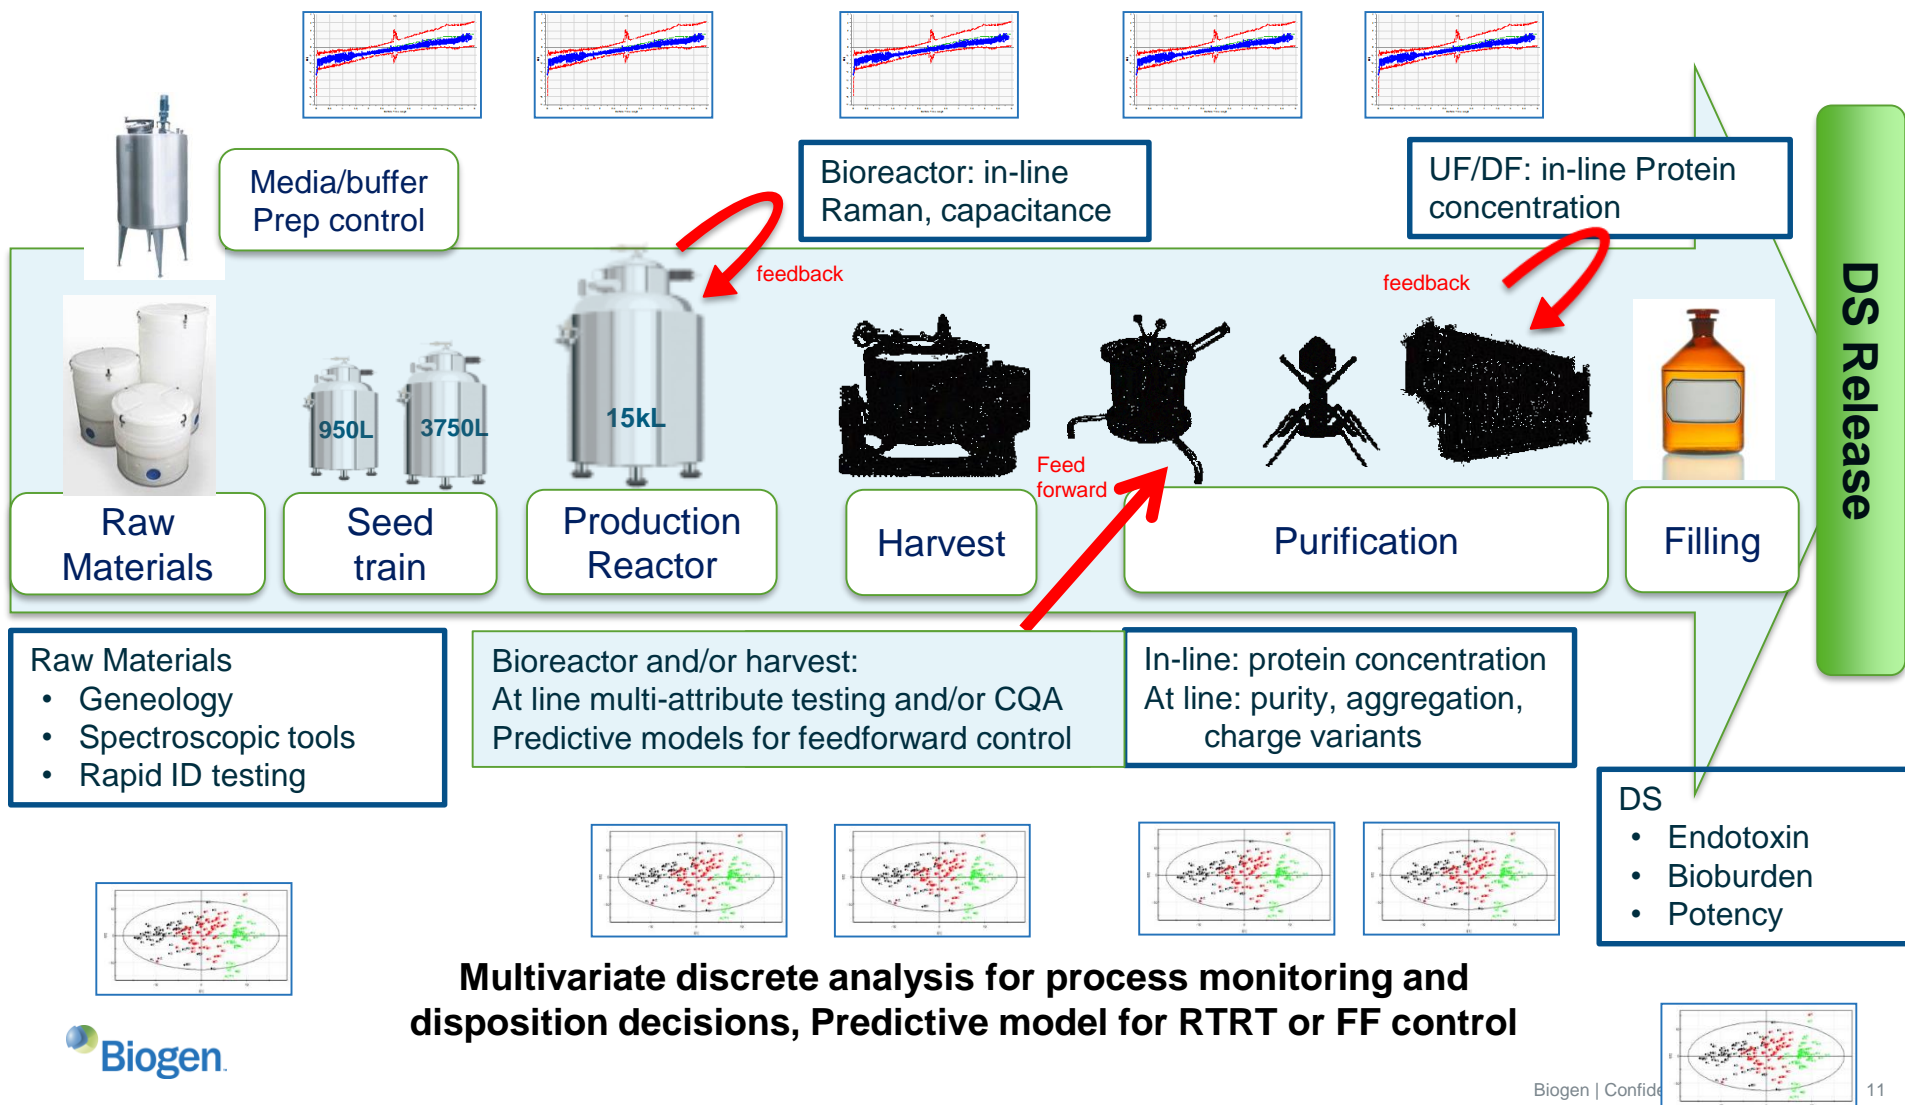 Media/buffer
Prep control
Bioreactor: in-line
Raman, capacitance
UF/DF: in-line Protein
concentration
feedback
feedback
DS Release
950L
3750L
15kL
Feed
forward
Raw
Materials
Seed
train
Production
Reactor
Harvest
Purification
Filling
Raw Materials
• Geneology
• Spectroscopic tools
• Rapid ID testing
Bioreactor and/or harvest:
At line multi-attribute testing and/or CQA
Predictive models for feedforward control
In-line: protein concentration
At line: purity, aggregation,
charge variants
DS
• Endotoxin
• Bioburden
• Potency
Multivariate discrete analysis for process monitoring and
disposition decisions, Predictive model for RTRT or FF control
Biogen.
Biogen | Confide
11